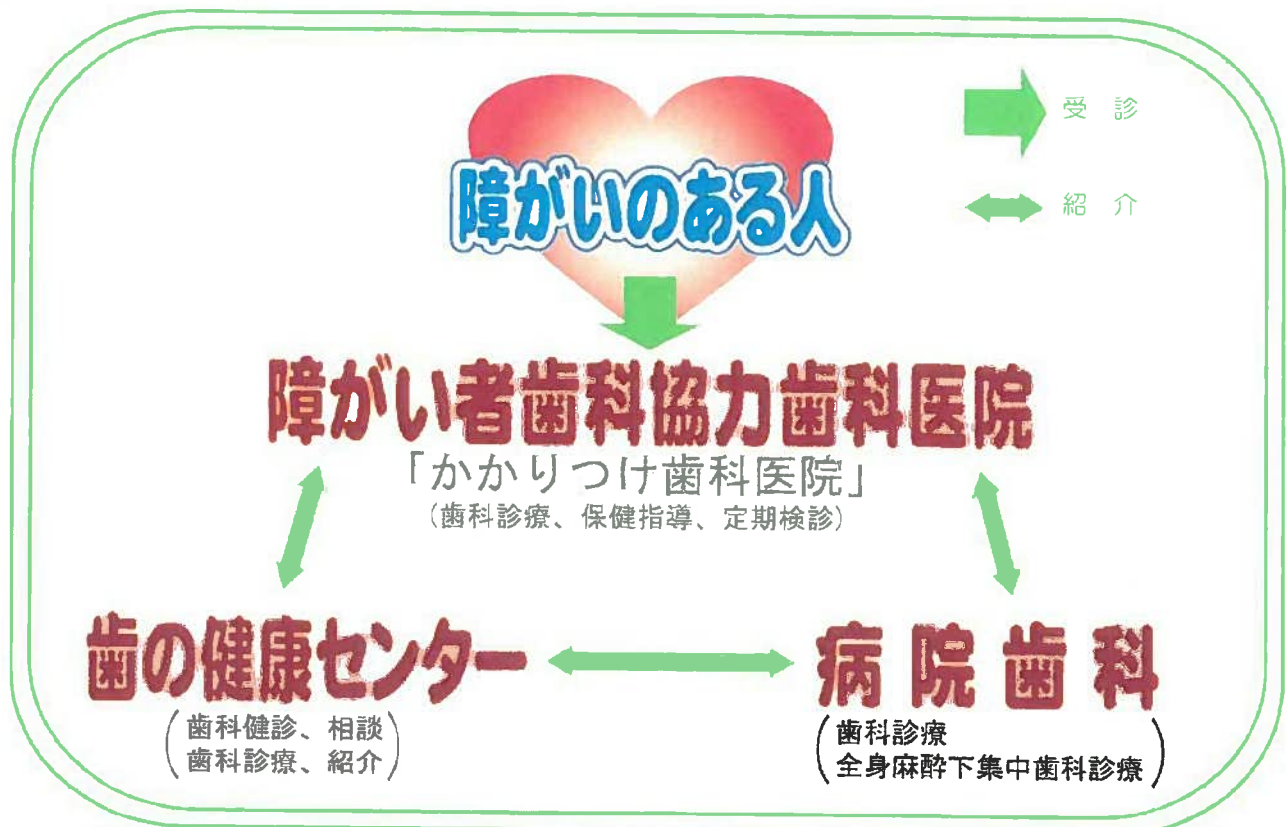 受診
紹介
障がいのある人
障がい者歯科協力歯科医院
「かかりつけ歯科医院」
(歯科診療、保健指導、定期検診)
歯の健康センター
(歯科健診、相談
歯科診療、紹介)
病院歯科
(歯科診療
全身麻酔下集中歯科診療)